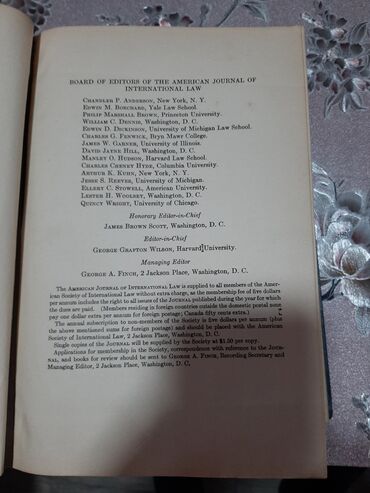 BOARD OF EDITORS OF THE AMERICAN JOURNAL OF
INTERNATIONAL LAW
CHANDLER P. ANDERSON, New York, N. Y.
EDWIN M. BORCHARD, Yale Law School.
PHILIP MARSHALL BROWN, Princeton University.
WILLIAM C. DENNIS, Washington, D. C.
EDWIN D. DICKINSON, University of Michigan Law School.
CHARLES G. FENWICK, Bryn Mawr College.
JAMES W. GARNER, University of Illinois.
DAVID JAYNE HILL, Washington, D. C.
MANLEY O. HUDSON, Harvard Law School.
CHARLES CHENEY HYDE, Columbia University.
ARTHUR K. KUHN, New York, N. Y.
JESSE S. REEVES, University of Michigan.
ELLERY C. STOWELL, American University.
LESTER H. WOOLSEY, Washington, D. C.
QUINCY WRIGHT, University of Chicago.
Honorary Editor-in-Chief
JAMES BROWN SCOTT, Washington, D. C.
Editor-in-Chief
GEORGE GRAFTON WILSON, Harvard University.
Managing Editor
GEORGE A. FINCH, 2 Jackson Place, Washington, D. C.
The AMERICAN JOURNAL OF INTERNATIONAL LAW is supplied to all members of the Amer-
ican Society of International Law without extra charge, as the membership fee of five dollars
per annum includes the right to all issues of the JOURNAL published during the year for which
the dues are paid. (Members residing in foreign countries outside the domestic postal zone
pay one dollar extra per annum for foreign postage; Canada fifty cents extra.)
The annual subscription to non-members of the Society is five dollars per annum (plus
the above mentioned sums for foreign postage) and should be placed with the American
Society of International Law, 2 Jackson Place, Washington, D. C.
Single copies of the JOURNAL will be supplied by the Society at $1.50 per copy.
Applications for membership in the Society, correspondence with reference to the JOUR-
NAL, and books for review should be sent to GEORGE A. FINCH, Recording Secretary and
Managing Editor, 2 Jackson Place, Washington, D. C.